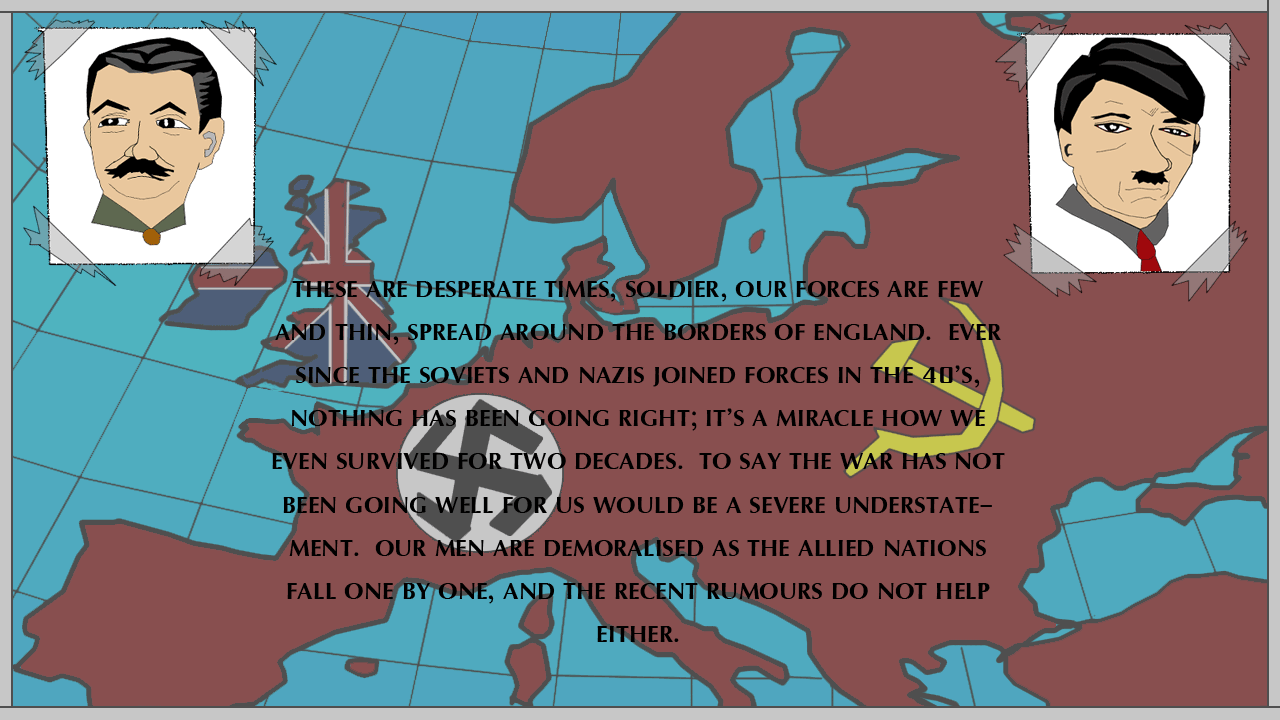 THESE ARE DESPERATE TIMES, SOLDIER, OUR FORCES ARE FEW
AND THIN, SPREAD AROUND THE BORDERS OF ENGLAND.  EVER
SINCE THE SOVIETS AND NAZIS JOINED FORCES IN THE 4▯'S,
NOTHING HAS BEEN GOING RIGHT; IT'S A MIRACLE HOW WE
EVEN SURVIVED FOR TWO DECADES.  TO SAY THE WAR HAS NOT
BEEN GOING WELL FOR US WOULD BE A SEVERE UNDERSTATE–
MENT.  OUR MEN ARE DEMORALISED AS THE ALLIED NATIONS
FALL ONE BY ONE, AND THE RECENT RUMOURS DO NOT HELP
EITHER.